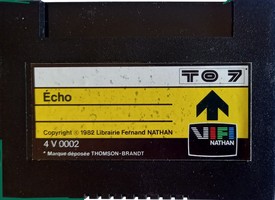 TO 7
Écho
Copyright © 1982 Librairie Fernand NATHAN
4 V 0002
* Marque déposée THOMSON-BRANDT
VIFI
NATHAN